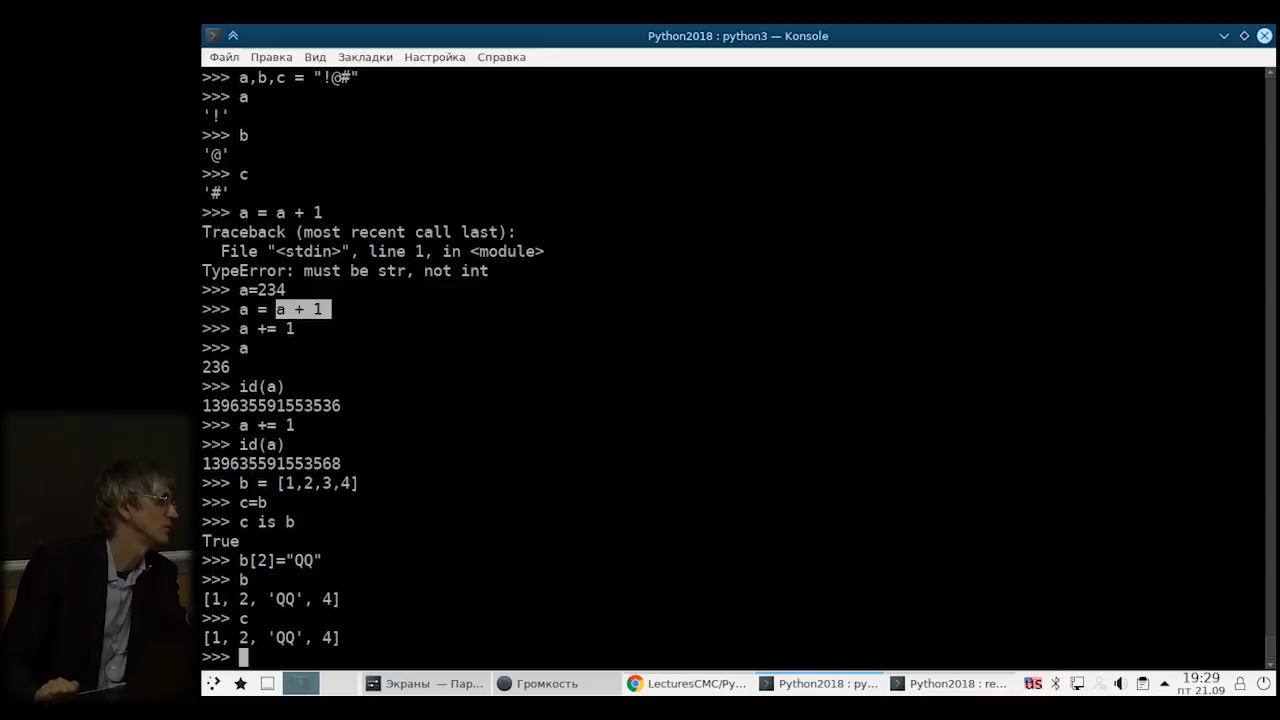 Python2018 : python3 — Konsole
Файл Правка Вид Закладки Настройка Справка
>>> a,b,c = "!@#"
>>> a
'!'
>>> b
'@'
>>> c
'#'
>>> a = a + 1
Traceback (most recent call last):
  File "<stdin>", line 1, in <module>
TypeError: must be str, not int
>>> a=234
>>> a = a + 1
>>> a += 1
>>> a
236
>>> id(a)
139635591553536
>>> a += 1
>>> id(a)
139635591553568
>>> b = [1,2,3,4]
>>> c=b
>>> c is b
True
>>> b[2]="QQ"
>>> b
[1, 2, 'QQ', 4]
>>> c
[1, 2, 'QQ', 4]
>>>
Экраны — Пар... Громкость LecturesCMC/Py... Python2018 : py... Python2018 : re... us 19:29
пт 21.09